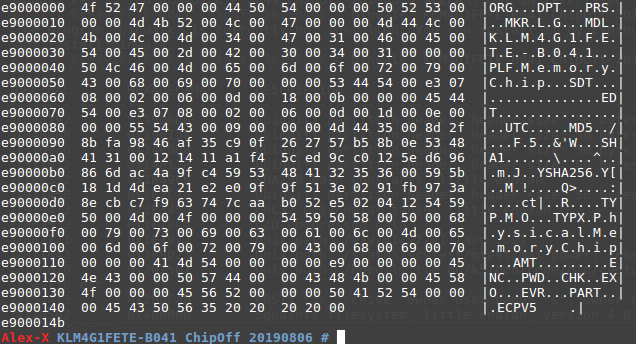 e9000000 4f 52 47 00 00 00 44 50 54 00 00 00 50 52 53 00 |ORG...DPT...PRS.|
e9000010 00 00 4d 4b 52 00 4c 00 47 00 00 00 4d 44 4c 00 |..MKR.L.G...MDL.|
e9000020 4b 00 4c 00 4d 00 34 00 47 00 31 00 46 00 45 00 |K.L.M.4.G.1.F.E.|
e9000030 54 00 45 00 2d 00 42 00 30 00 34 00 31 00 00 00 |T.E.-.B.0.4.1...|
e9000040 50 4c 46 00 4d 00 65 00 6d 00 6f 00 72 00 79 00 |PLF.M.e.m.o.r.y.|
e9000050 43 00 68 00 69 00 70 00 00 00 53 44 54 00 e3 07 |C.h.i.p...SDT...|
e9000060 08 00 02 00 06 00 0d 00 18 00 0b 00 00 00 45 44 |..............ED|
e9000070 54 00 e3 07 08 00 02 00 06 00 0d 00 1d 00 0e 00 |T...............|
e9000080 00 00 55 54 43 00 09 00 00 00 4d 44 35 00 8d 2f |..UTC.....MD5../|
e9000090 8b fa 98 46 af 35 c9 0f 26 27 57 b5 8b 0e 53 48 |...F.5..&'W...SH|
e90000a0 41 31 00 12 14 11 a1 f4 5c ed 9c c0 12 5e d6 96 |A1......\....^..|
e90000b0 86 6d ac 4a 9f c4 59 53 48 41 32 35 36 00 59 5b |.m.J..YSHA256.Y[|
e90000c0 18 1d 4d ea 21 e2 e0 9f 9f 51 3e 02 91 fb 97 3a |..M.!....Q>....:|
e90000d0 8e cb c7 f9 63 74 7c aa b0 52 e5 02 04 12 54 59 |....ct|..R....TY|
e90000e0 50 00 4d 00 4f 00 00 00 54 59 50 58 00 50 00 68 |P.M.O...TYPX.P.h|
e90000f0 00 79 00 73 00 69 00 63 00 61 00 6c 00 4d 00 65 |.y.s.i.c.a.l.M.e|
e9000100 00 6d 00 6f 00 72 00 79 00 43 00 68 00 69 00 70 |.m.o.r.y.C.h.i.p|
e9000110 00 00 00 41 4d 54 00 00 00 00 e9 00 00 00 00 45 |...AMT.........E|
e9000120 4e 43 00 00 50 57 44 00 00 43 48 4b 00 00 45 58 |NC..PWD..CHK..EX|
e9000130 4f 00 00 00 45 56 52 00 00 00 50 41 52 54 00 00 |O...EVR...PART..|
e9000140 00 45 43 50 56 35 20 20 20 20 00 |.ECPV5    .|
e900014b
Alex-X KLM4G1FETE-B041 ChipOff 20190806 #